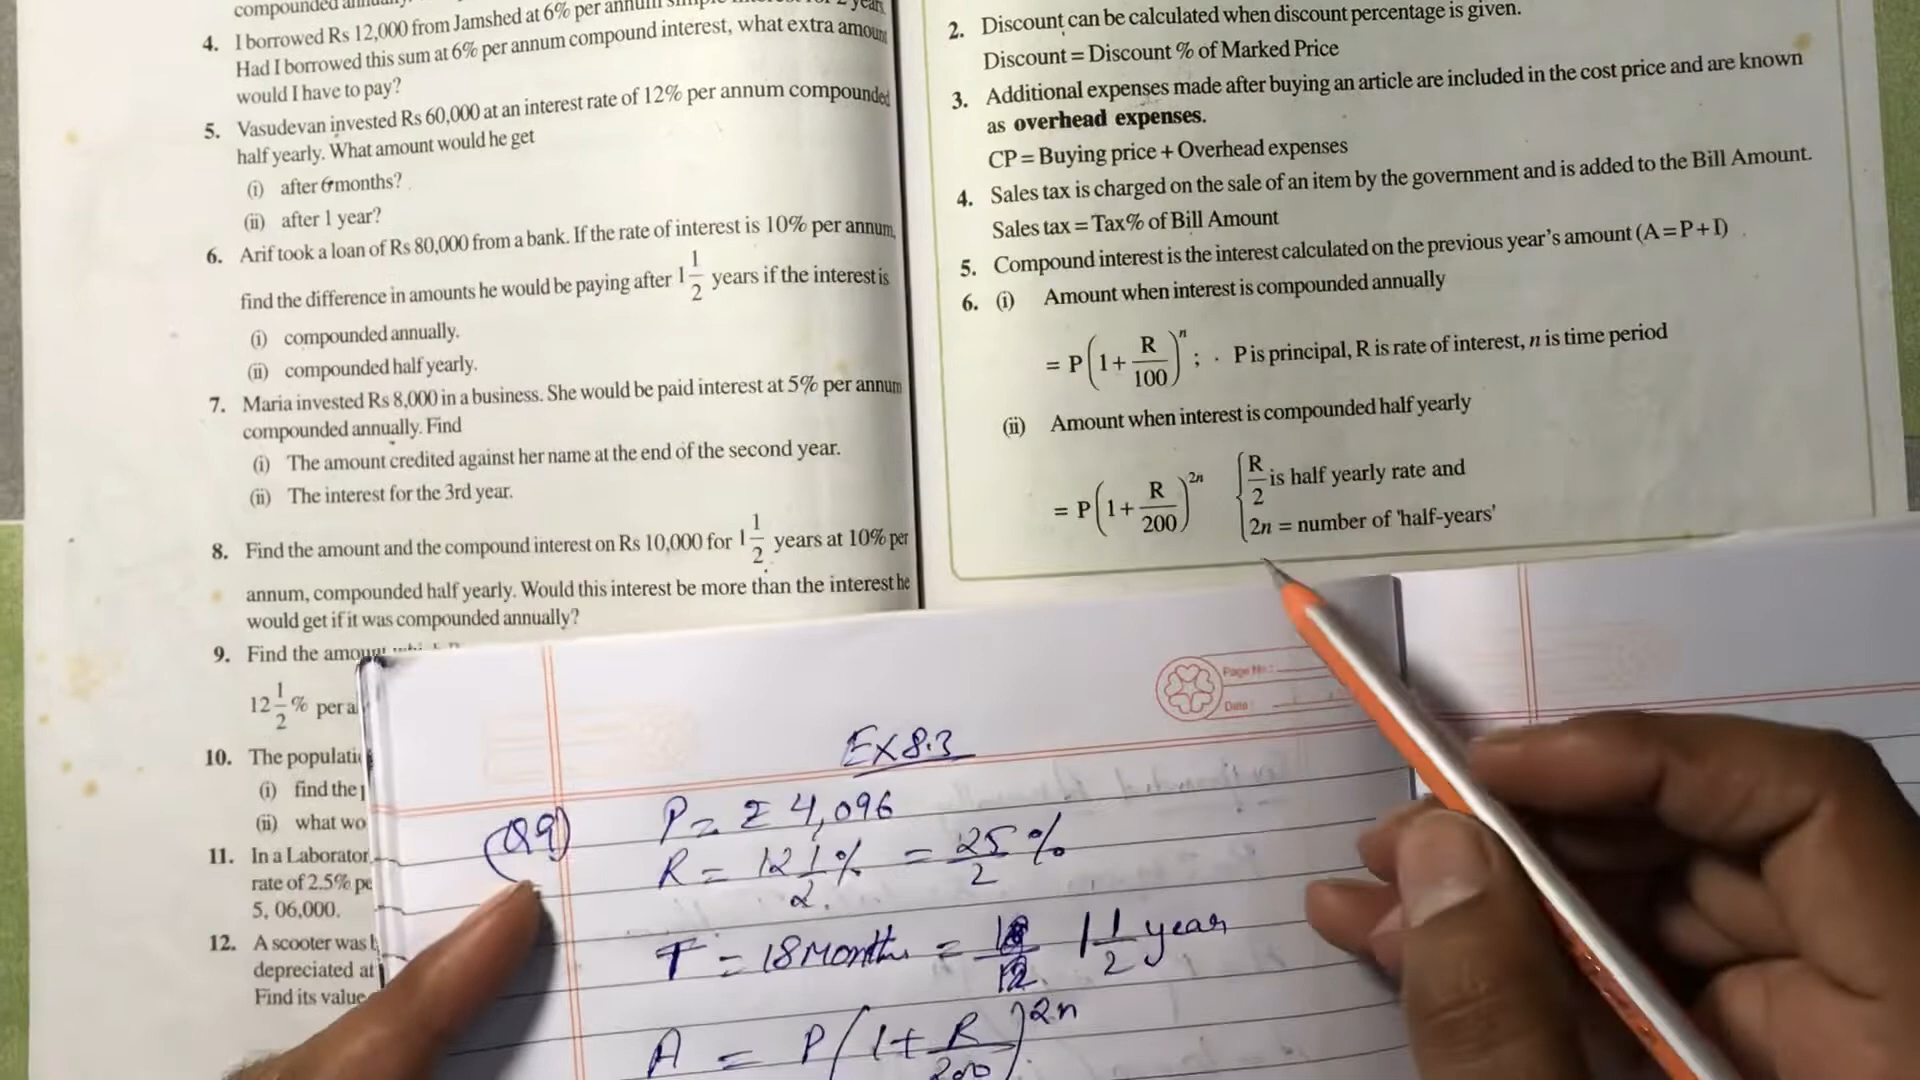 compounded annually.
4. I borrowed Rs 12,000 from Jamshed at 6% per annum simple interest for 2 years.
Had I borrowed this sum at 6% per annum compound interest, what extra amount
would I have to pay?
5. Vasudevan invested Rs 60,000 at an interest rate of 12% per annum compounded
half yearly. What amount would he get
(i) after 6 months?
(ii) after 1 year?
6. Arif took a loan of Rs 80,000 from a bank. If the rate of interest is 10% per annum,
find the difference in amounts he would be paying after 1 1/2 years if the interest is
(i) compounded annually.
(ii) compounded half yearly.
7. Maria invested Rs 8,000 in a business. She would be paid interest at 5% per annum
compounded annually. Find
(i) The amount credited against her name at the end of the second year.
(ii) The interest for the 3rd year.
8. Find the amount and the compound interest on Rs 10,000 for 1 1/2 years at 10% per
annum, compounded half yearly. Would this interest be more than the interest he
would get if it was compounded annually?
9. Find the amount
12 1/2 % per a
10. The populati
(i) find the p
(ii) what wo
11. In a Laborator
rate of 2.5% pe
5, 06,000.
12. A scooter was b
depreciated at
Find its value
2. Discount can be calculated when discount percentage is given.
Discount = Discount % of Marked Price
3. Additional expenses made after buying an article are included in the cost price and are known
as overhead expenses.
CP = Buying price + Overhead expenses
4. Sales tax is charged on the sale of an item by the government and is added to the Bill Amount.
Sales tax = Tax% of Bill Amount
5. Compound interest is the interest calculated on the previous year's amount (A = P + I)
6. (i) Amount when interest is compounded annually
= P(1 + R/100)^n ; P is principal, R is rate of interest, n is time period
(ii) Amount when interest is compounded half yearly
= P(1 + R/200)^2n { R/2 is half yearly rate and
2n = number of 'half-years'
Page No.:
Date:
EX 8.3
Q9) P = ₹ 4,096
R = 12 1/2 % = 25/2 %
T = 18 Months = 18/12 1 1/2 year
A = P(1 + R/200)^2n